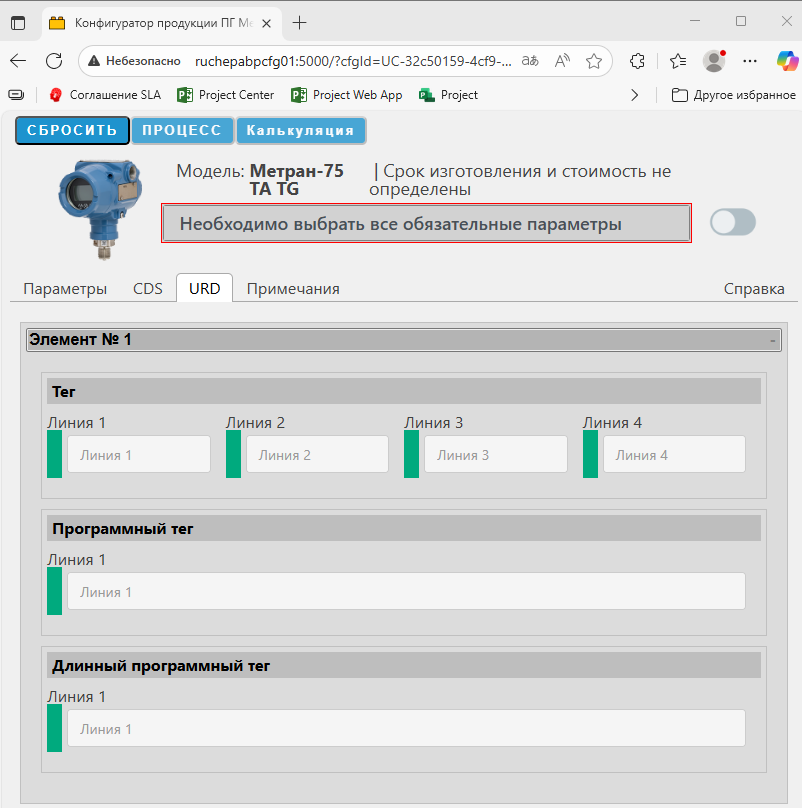 Конфигуратор продукции ПГ Ме
Небезопасно ruchepabpcfg01:5000/?cfgId=UC-32c50159-4cf9-...
Соглашение SLA Project Center Project Web App Project Другое избранное
СБРОСИТЬ ПРОЦЕСС Калькуляция
Модель: Метран-75 | Срок изготовления и стоимость не
ТА TG определены
Необходимо выбрать все обязательные параметры
Параметры CDS URD Примечания Справка
Элемент № 1 -
Тег
Линия 1 Линия 2 Линия 3 Линия 4
Линия 1 Линия 2 Линия 3 Линия 4
Программный тег
Линия 1
Линия 1
Длинный программный тег
Линия 1
Линия 1